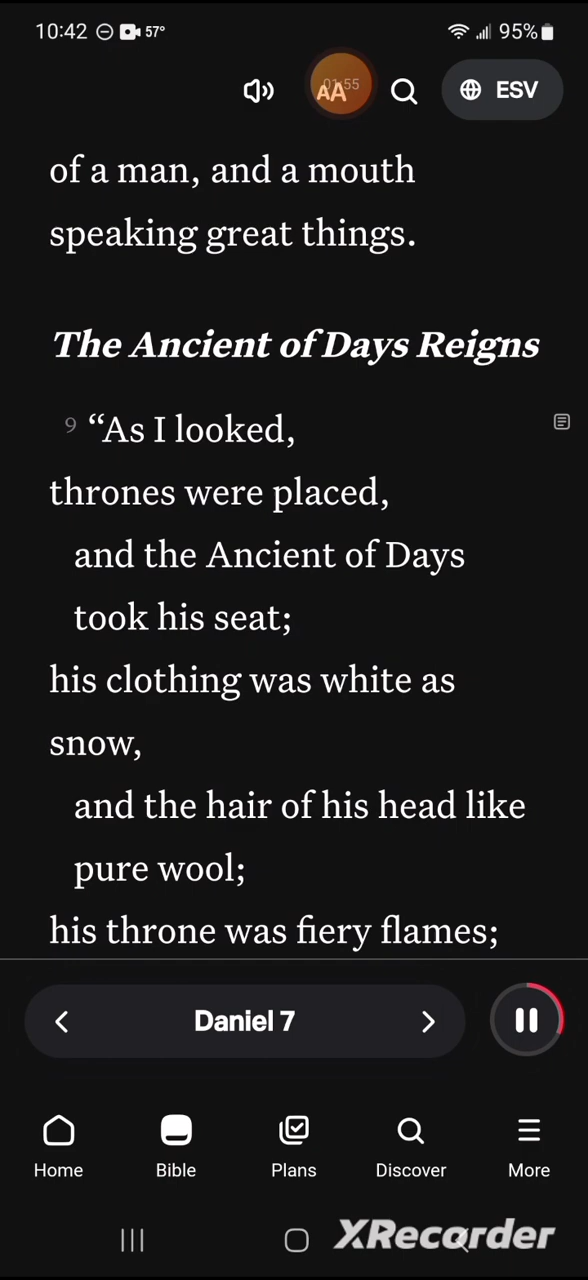 10:42 57° 95%
01:55
AA ESV
of a man, and a mouth
speaking great things.
The Ancient of Days Reigns
9 “As I looked,
thrones were placed,
and the Ancient of Days
took his seat;
his clothing was white as
snow,
and the hair of his head like
pure wool;
his throne was fiery flames;
Daniel 7
Home Bible Plans Discover More
XRecorder